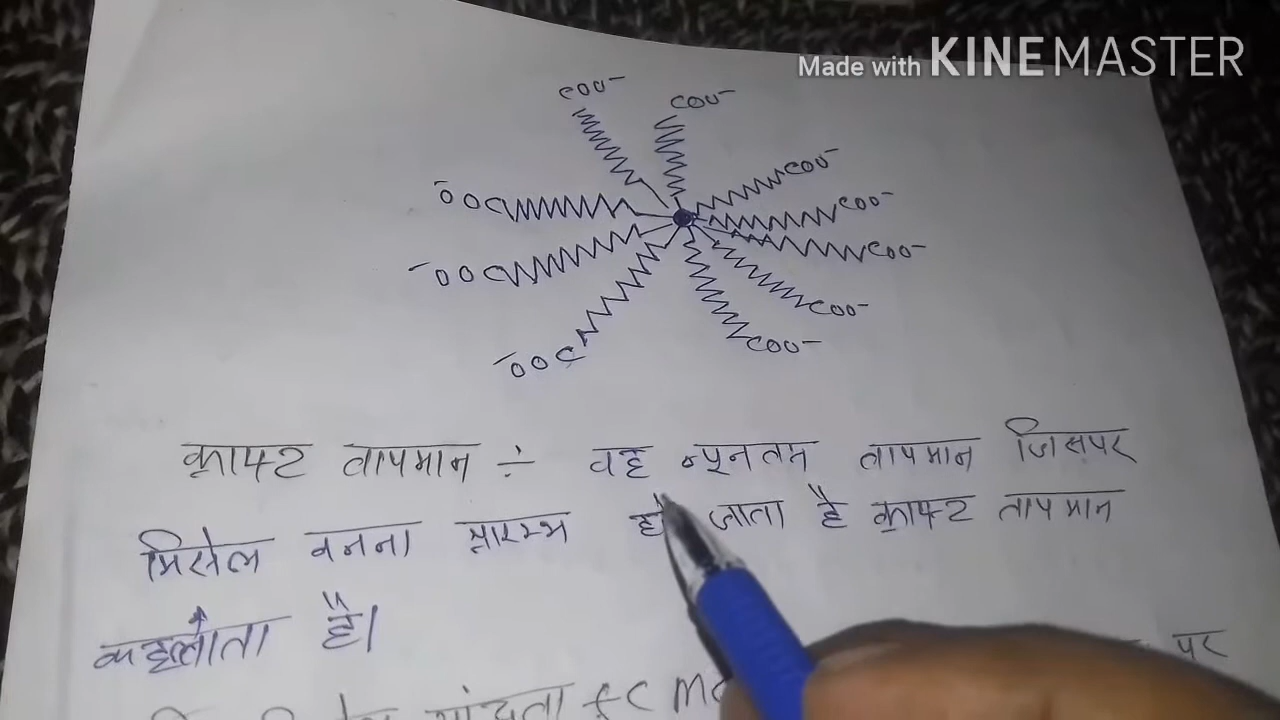 Made with KINEMASTER
COO⁻ COO⁻
COO⁻
⁻OOC COO⁻
COO⁻
⁻OOC
COO⁻
COO⁻
⁻OOC
क्राफ्ट तापमान ÷ वह न्यूनतम तापमान जिसपर
मिसेल बनना प्रारम्भ हो जाता है क्राफ्ट तापमान
कहलाता है।
पर
सांद्रता